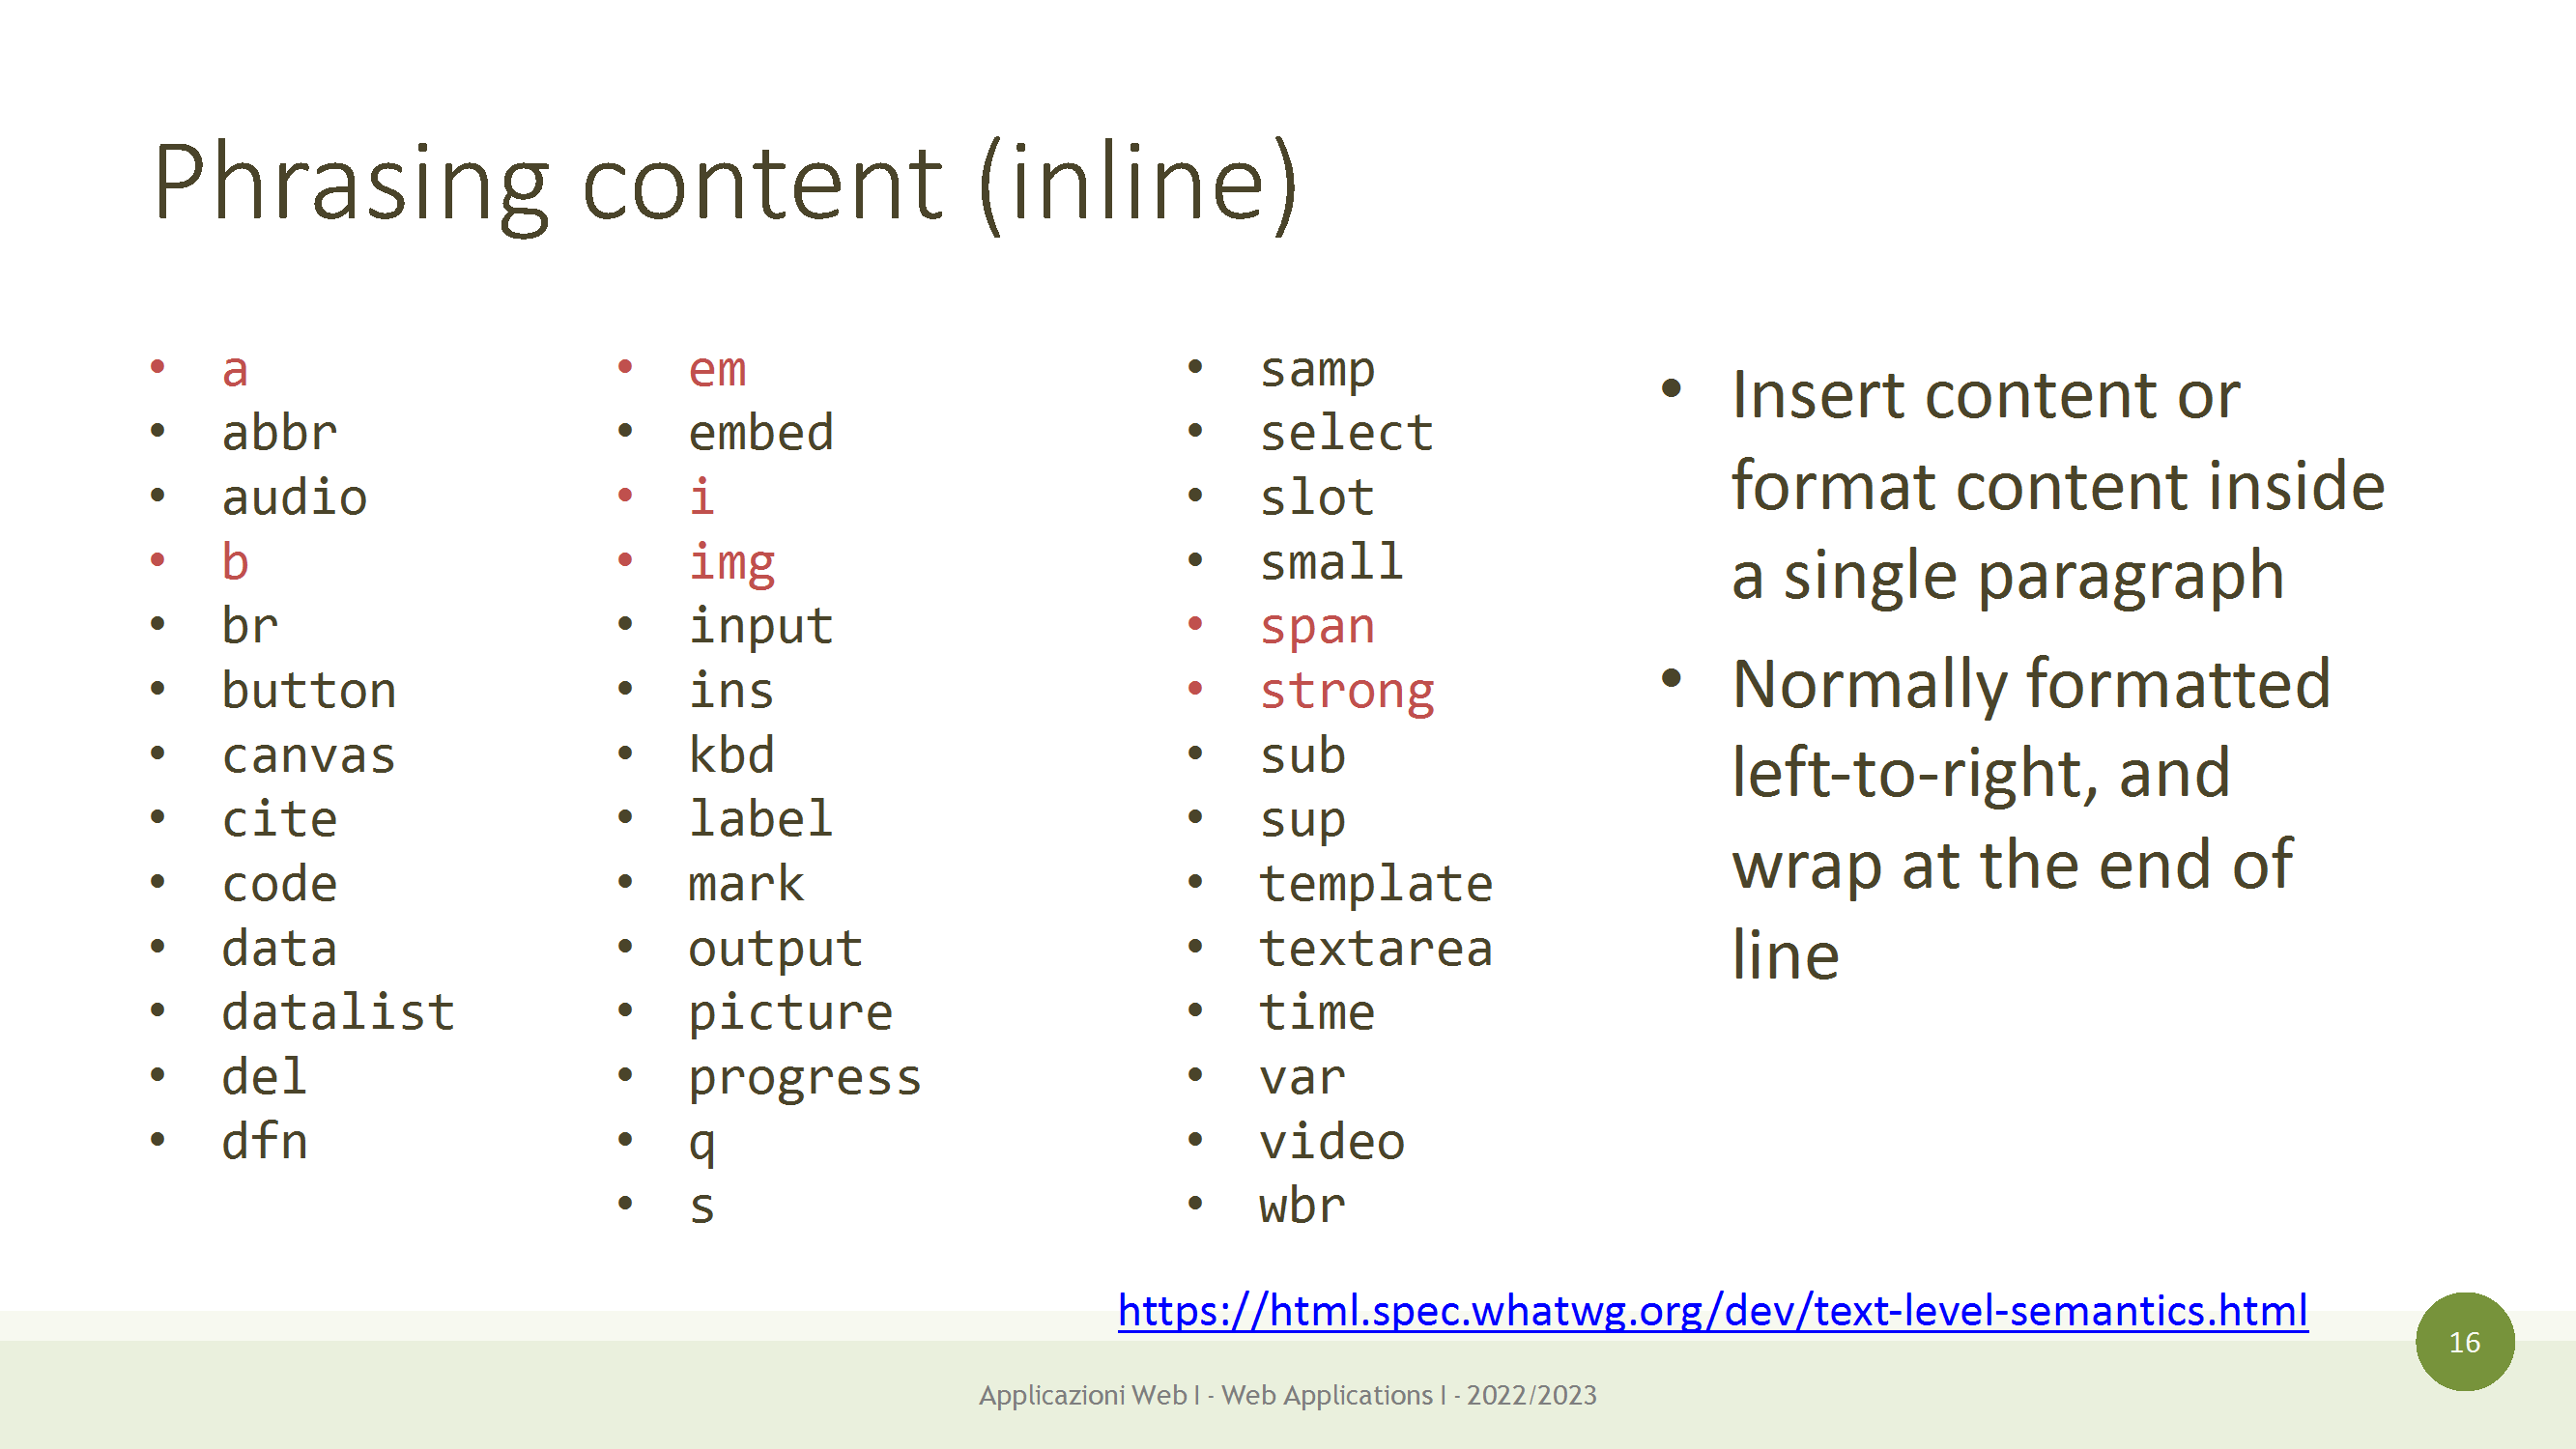 Phrasing content (inline)
• a
• abbr
• audio
• b
• br
• button
• canvas
• cite
• code
• data
• datalist
• del
• dfn
• em
• embed
• i
• img
• input
• ins
• kbd
• label
• mark
• output
• picture
• progress
• q
• s
• samp
• select
• slot
• small
• span
• strong
• sub
• sup
• template
• textarea
• time
• var
• video
• wbr
• Insert content or
format content inside
a single paragraph
• Normally formatted
left-to-right, and
wrap at the end of
line
https://html.spec.whatwg.org/dev/text-level-semantics.html
16
Applicazioni Web I - Web Applications I - 2022/2023